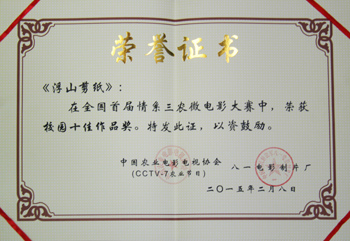 荣誉证书
《浮山剪纸》:
在全国首届情系三农微电影大赛中，荣获
校园十佳作品奖。特发此证，以资鼓励。
中国农业电影电视协会 八一电影制片厂
(CCTV-7农业节目)
二〇一五年二月八日